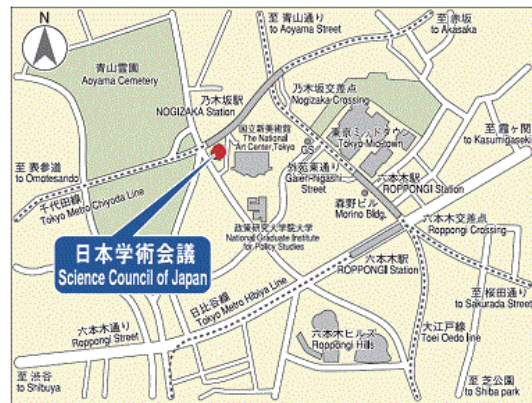 N
至 青山通り
to Aoyama Street
至 赤坂
to Akasaka
青山霊園
Aoyama Cemetery
乃木坂駅
NOGIZAKA Station
乃木坂交差点
Nogizaka Crossing
国立新美術館
The National
Art Center,Tokyo
GS
東京ミッドタウン
Tokyo Mid-town
至 霞ヶ関
to Kasumigaseki
至 表参道
to Omotesando
千代田線
Tokyo Metro Chiyoda Line
外苑東通り
Gaien-higashi
Street
六本木駅
ROPPONGI Station
森野ビル
Morino Bldg.
六本木交差点
Roppongi Crossing
政策研究大学院大学
National Graduate Institute
for Policy Studies
日本学術会議
Science Council of Japan
六本木駅
ROPPONGI Station
日比谷線
Tokyo Metro Hibiya Line
至 桜田通り
to Sakurada Street
六本木通り
Roppongi Street
六本木ヒルズ
Roppongi Hills
大江戸線
Toei Oedo line
至 渋谷
to Shibuya
至 芝公園
to Shiba park